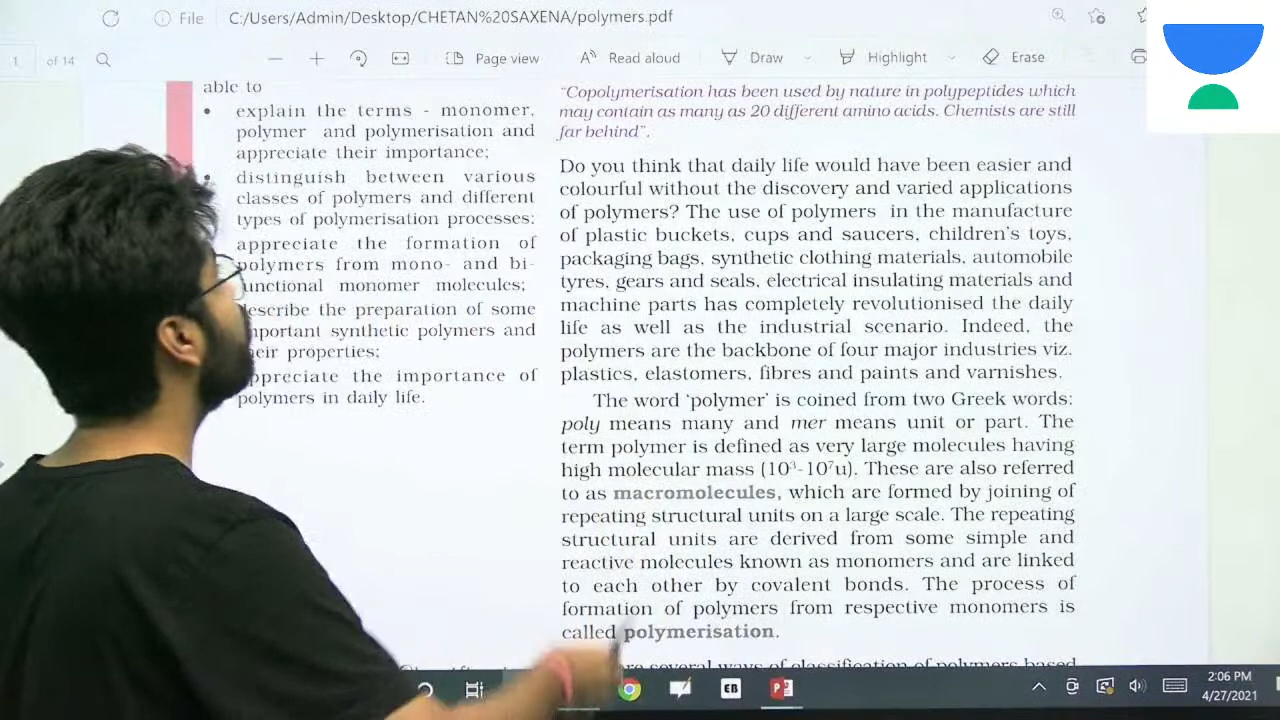 File C:/Users/Admin/Desktop/CHETAN%20SAXENA/polymers.pdf
1 of 14 Page view Read aloud Draw Highlight Erase
able to
• explain the terms - monomer,
polymer and polymerisation and
appreciate their importance;
• distinguish between various
classes of polymers and different
types of polymerisation processes;
appreciate the formation of
polymers from mono- and bi-
functional monomer molecules;
describe the preparation of some
important synthetic polymers and
their properties;
appreciate the importance of
polymers in daily life.
"Copolymerisation has been used by nature in polypeptides which
may contain as many as 20 different amino acids. Chemists are still
far behind".
Do you think that daily life would have been easier and
colourful without the discovery and varied applications
of polymers? The use of polymers in the manufacture
of plastic buckets, cups and saucers, children's toys,
packaging bags, synthetic clothing materials, automobile
tyres, gears and seals, electrical insulating materials and
machine parts has completely revolutionised the daily
life as well as the industrial scenario. Indeed, the
polymers are the backbone of four major industries viz.
plastics, elastomers, fibres and paints and varnishes.
The word 'polymer' is coined from two Greek words:
poly means many and mer means unit or part. The
term polymer is defined as very large molecules having
high molecular mass (10³-10⁷u). These are also referred
to as macromolecules, which are formed by joining of
repeating structural units on a large scale. The repeating
structural units are derived from some simple and
reactive molecules known as monomers and are linked
to each other by covalent bonds. The process of
formation of polymers from respective monomers is
called polymerisation.
are several ways of classification of polymers based
EB
2:06 PM
4/27/2021